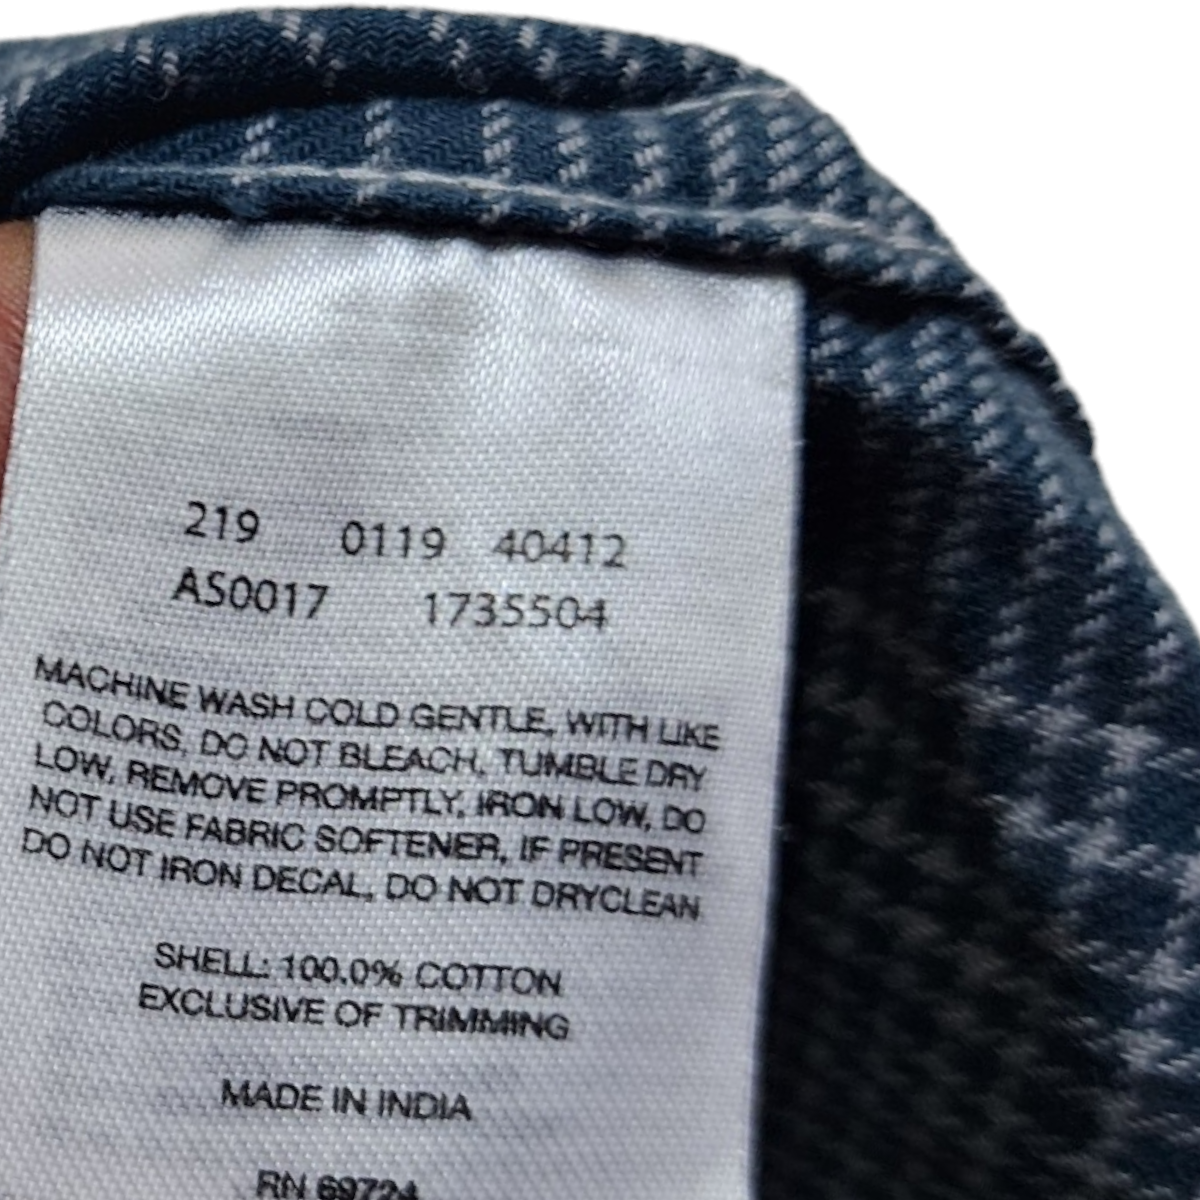 219 0119 40412
AS0017 1735504
MACHINE WASH COLD GENTLE, WITH LIKE
COLORS, DO NOT BLEACH, TUMBLE DRY
LOW, REMOVE PROMPTLY, IRON LOW, DO
NOT USE FABRIC SOFTENER, IF PRESENT
DO NOT IRON DECAL, DO NOT DRYCLEAN
SHELL: 100.0% COTTON
EXCLUSIVE OF TRIMMING
MADE IN INDIA
RN 69724